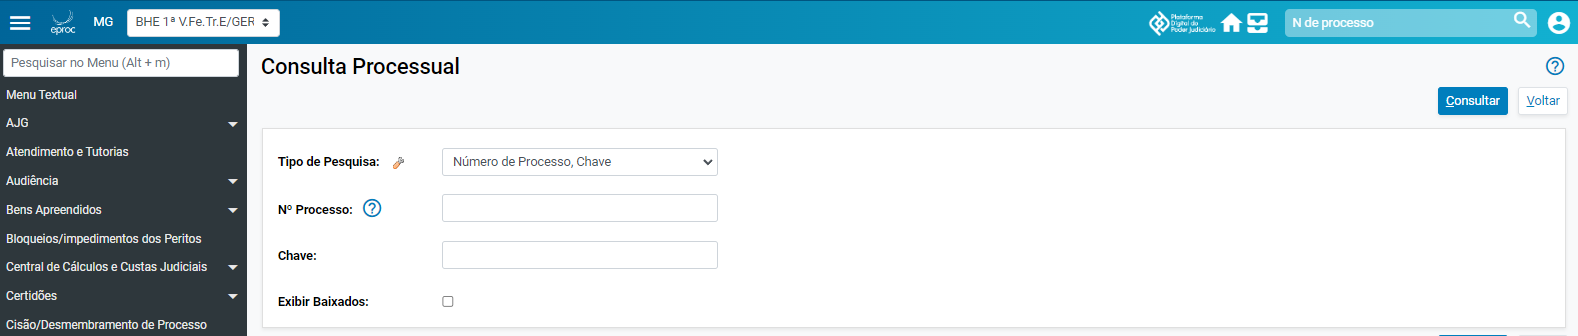 eproc
MG
BHE 1ª V.Fe.Tr.E/GER
Plataforma
Digital do
Poder Judiciário
N de processo
Pesquisar no Menu (Alt + m)
Menu Textual
AJG
Atendimento e Tutorias
Audiência
Bens Apreendidos
Bloqueios/impedimentos dos Peritos
Central de Cálculos e Custas Judiciais
Certidões
Cisão/Desmembramento de Processo
Consulta Processual
?
Consultar
Voltar
Tipo de Pesquisa:
Número de Processo, Chave
Nº Processo:
?
Chave:
Exibir Baixados: